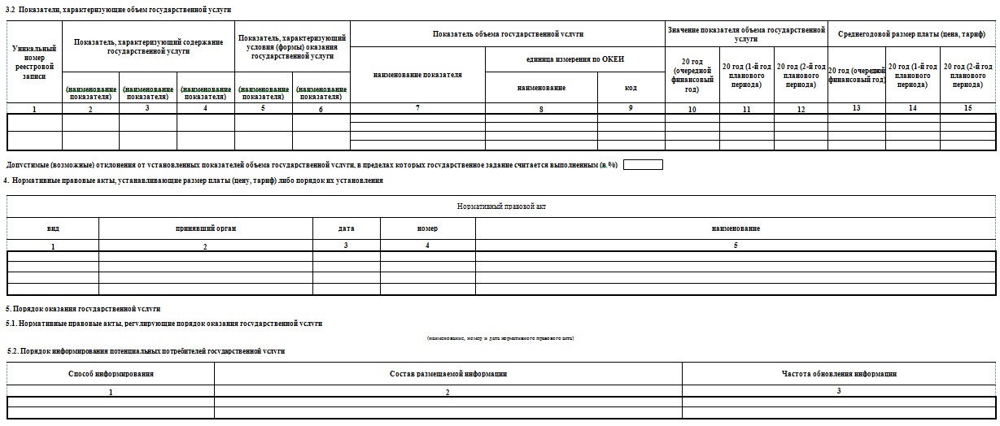 3.2 Показатели, характеризующие объем государственной услуги
Уникальный номер реестровой записи
Показатель, характеризующий содержание государственной услуги
Показатель, характеризующий условия (формы) оказания государственной услуги
Показатель объема государственной услуги
Значение показателя объема государственной услуги
Среднегодовой размер платы (цена, тариф)
наименование показателя
единица измерения по ОКЕИ
20 год (очередной финансовый год)
20 год (1-й год планового периода)
20 год (2-й год планового периода)
20 год (очередной финансовый год)
20 год (1-й год планового периода)
20 год (2-й год планового периода)
(наименование показателя)
(наименование показателя)
(наименование показателя)
(наименование показателя)
(наименование показателя)
наименование
код
1 2 3 4 5 6 7 8 9 10 11 12 13 14 15
Допустимые (возможные) отклонения от установленных показателей объема государственной услуги, в пределах которых государственное задание считается выполненным (в %)
4. Нормативные правовые акты, устанавливающие размер платы (цену, тариф) либо порядок их установления
Нормативный правовой акт
вид принявший орган дата номер наименование
1 2 3 4 5
5. Порядок оказания государственной услуги
5.1. Нормативные правовые акты, регулирующие порядок оказания государственной услуги
(наименование, номер и дата нормативного правового акта)
5.2. Порядок информирования потенциальных потребителей государственной услуги
Способ информирования Состав размещаемой информации Частота обновления информации
1 2 3